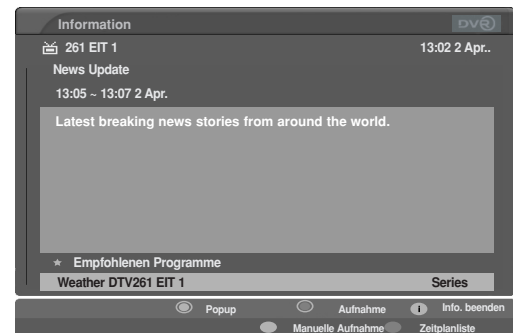 Information DVR
261 EIT 1 13:02 2 Apr..
News Update
13:05 ~ 13:07 2 Apr.
Latest breaking news stories from around the world.
★ Empfohlenen Programme
Weather DTV261 EIT 1 Series
Popup Aufnahme i Info. beenden
Manuelle Aufnahme Zeitplanliste